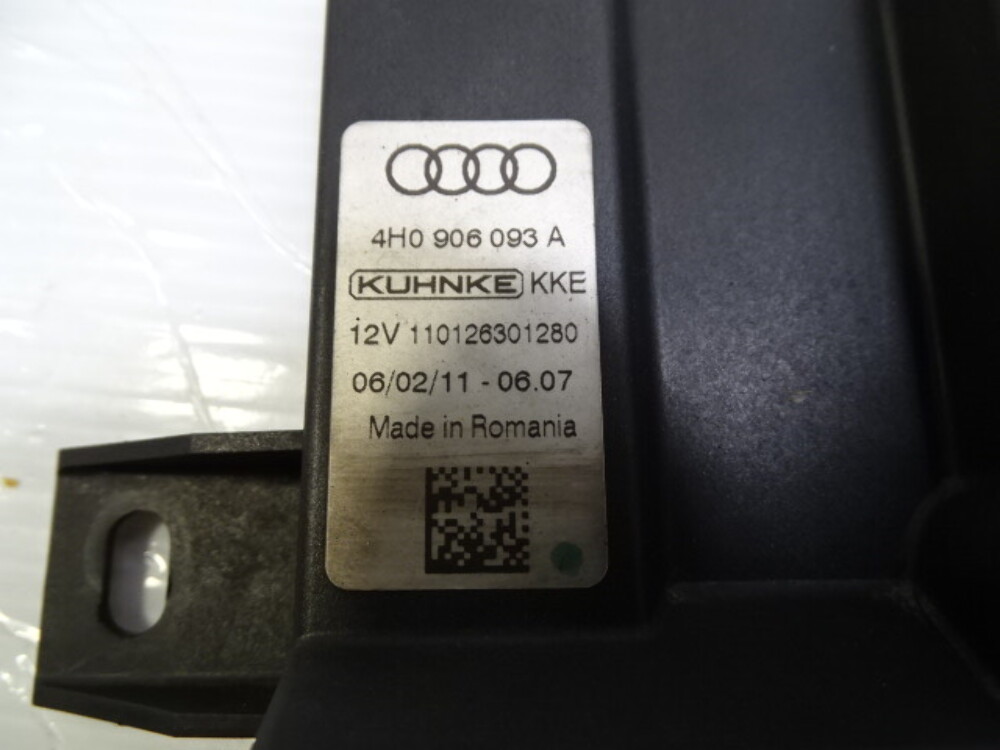 4H0 906 093 A
KUHNKE KKE
12V 110126301280
06/02/11 - 06.07
Made in Romania